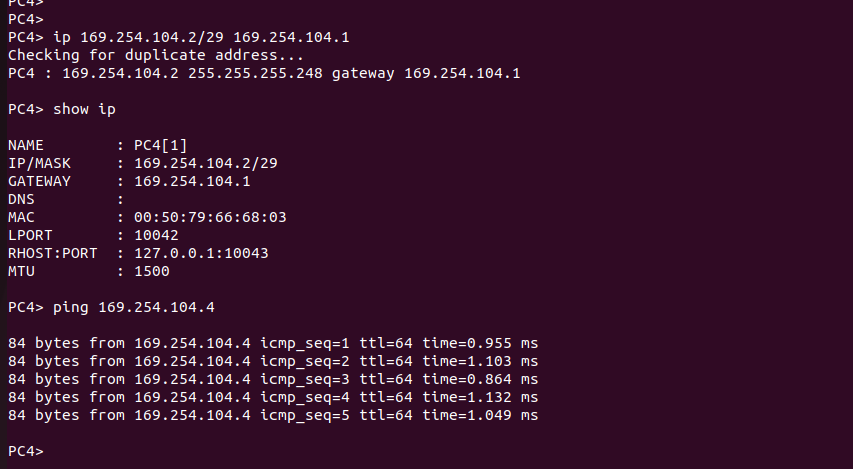 PC4>
PC4>
PC4> ip 169.254.104.2/29 169.254.104.1
Checking for duplicate address...
PC4 : 169.254.104.2 255.255.255.248 gateway 169.254.104.1
PC4> show ip
NAME        : PC4[1]
IP/MASK     : 169.254.104.2/29
GATEWAY     : 169.254.104.1
DNS         :
MAC         : 00:50:79:66:68:03
LPORT       : 10042
RHOST:PORT  : 127.0.0.1:10043
MTU         : 1500
PC4> ping 169.254.104.4
84 bytes from 169.254.104.4 icmp_seq=1 ttl=64 time=0.955 ms
84 bytes from 169.254.104.4 icmp_seq=2 ttl=64 time=1.103 ms
84 bytes from 169.254.104.4 icmp_seq=3 ttl=64 time=0.864 ms
84 bytes from 169.254.104.4 icmp_seq=4 ttl=64 time=1.132 ms
84 bytes from 169.254.104.4 icmp_seq=5 ttl=64 time=1.049 ms
PC4>